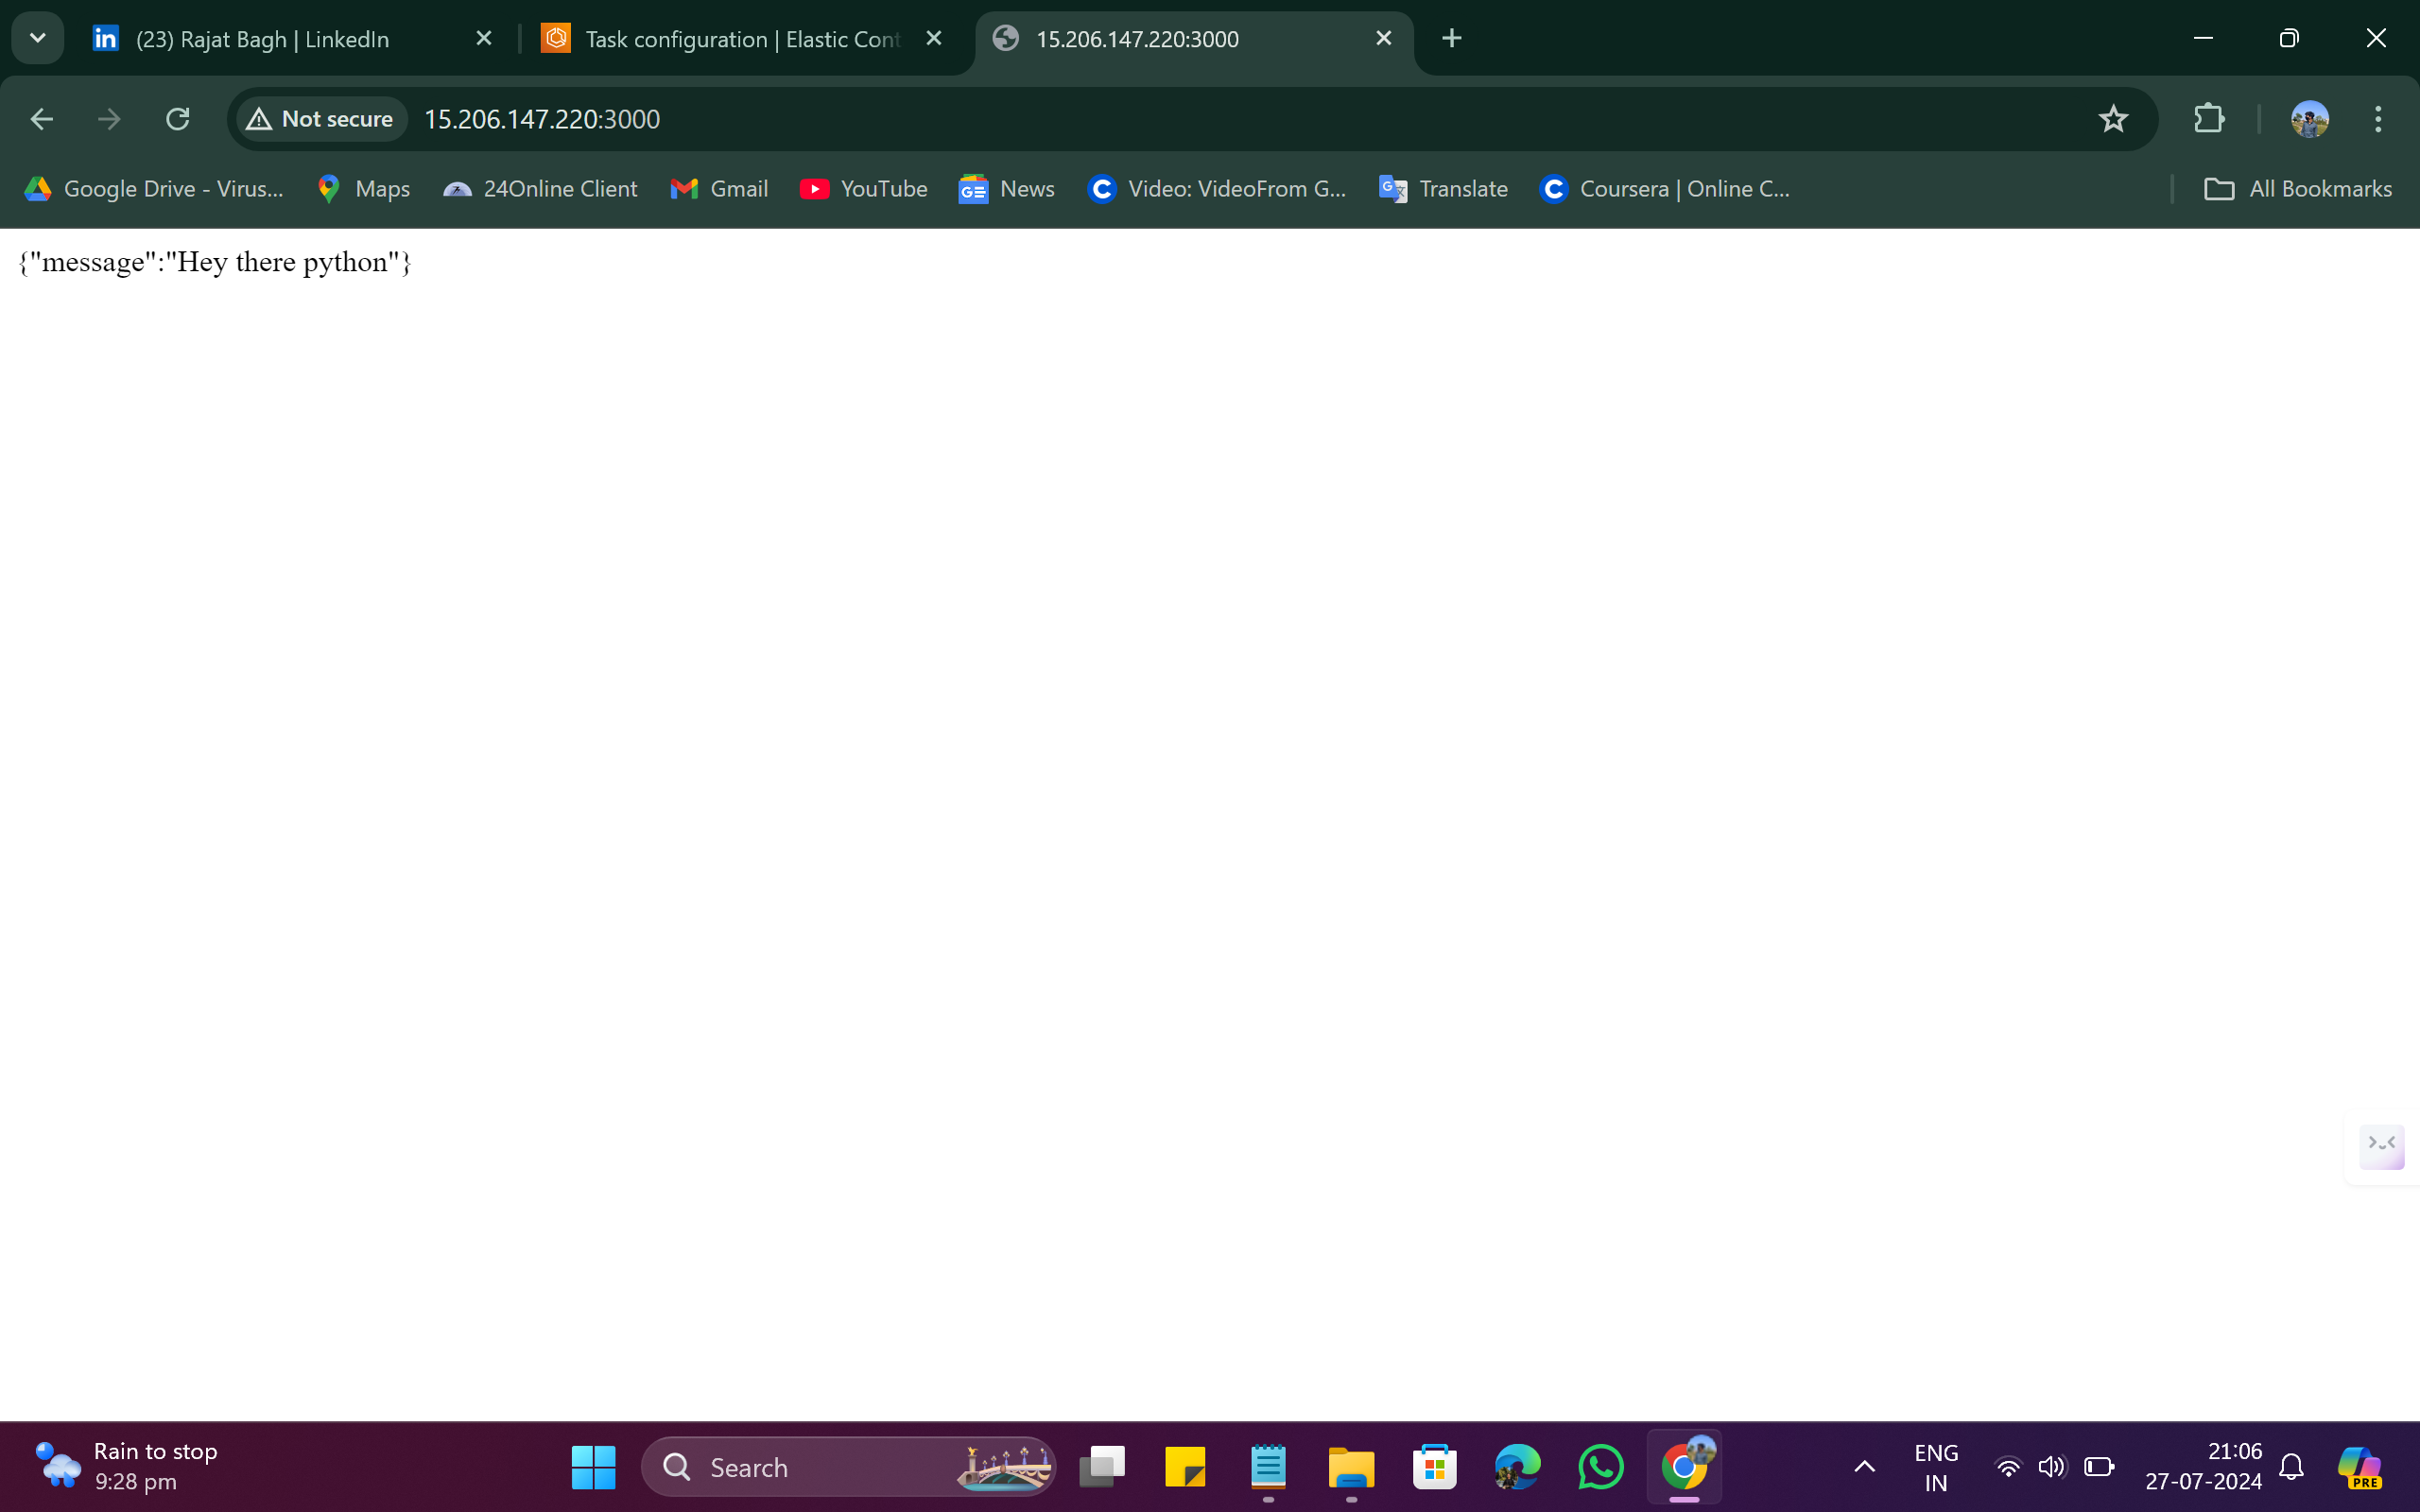 (23) Rajat Bagh | LinkedIn
Task configuration | Elastic Cont
15.206.147.220:3000
Not secure
15.206.147.220:3000
Google Drive - Virus...
Maps
24Online Client
Gmail
YouTube
News
Video: VideoFrom G...
Translate
Coursera | Online C...
All Bookmarks
{"message":"Hey there python"}
Rain to stop
9:28 pm
Search
ENG
IN
21:06
27-07-2024
PRE